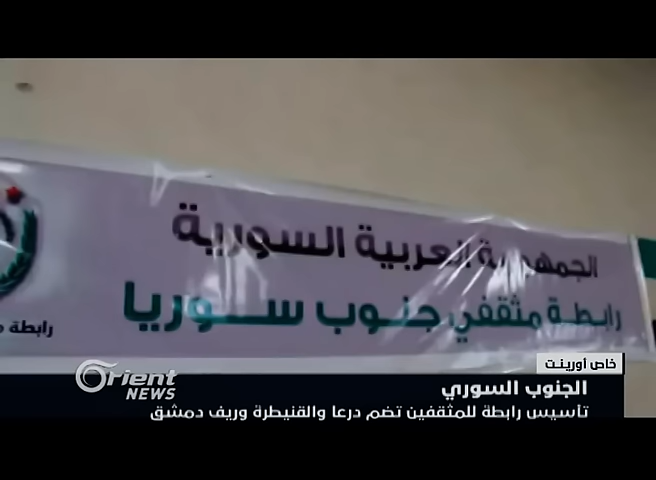 الجمهورية العربية السورية
رابطة مثقفي جنوب سوريا
رابطة
خاص أورينت
Orient
NEWS
الجنوب السوري
تأسيس رابطة للمثقفين تضم درعا والقنيطرة وريف دمشق